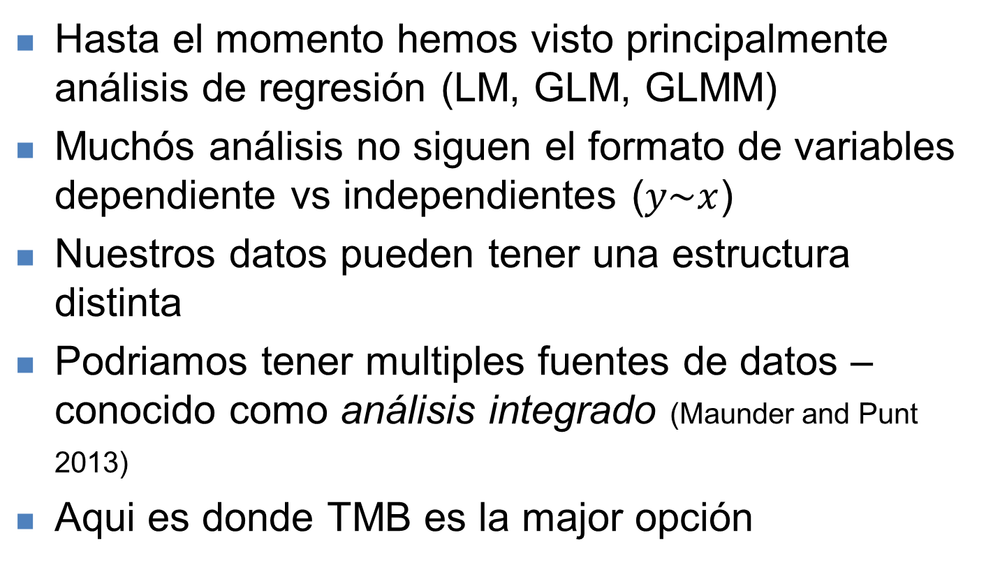 Hasta el momento hemos visto principalmente
análisis de regresión (LM, GLM, GLMM)
Muchós análisis no siguen el formato de variables
dependiente vs independientes (𝑦~𝑥)
Nuestros datos pueden tener una estructura
distinta
Podriamos tener multiples fuentes de datos –
conocido como análisis integrado (Maunder and Punt
2013)
Aqui es donde TMB es la major opción